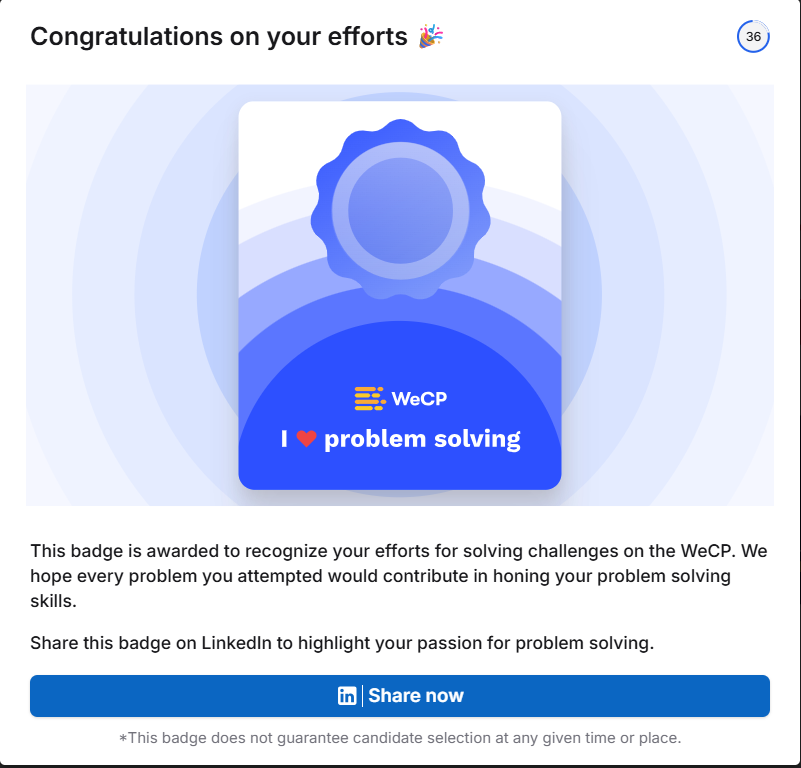 Congratulations on your efforts 🎉
36
WeCP
I ❤ problem solving
This badge is awarded to recognize your efforts for solving challenges on the WeCP. We
hope every problem you attempted would contribute in honing your problem solving
skills.
Share this badge on LinkedIn to highlight your passion for problem solving.
in | Share now
*This badge does not guarantee candidate selection at any given time or place.